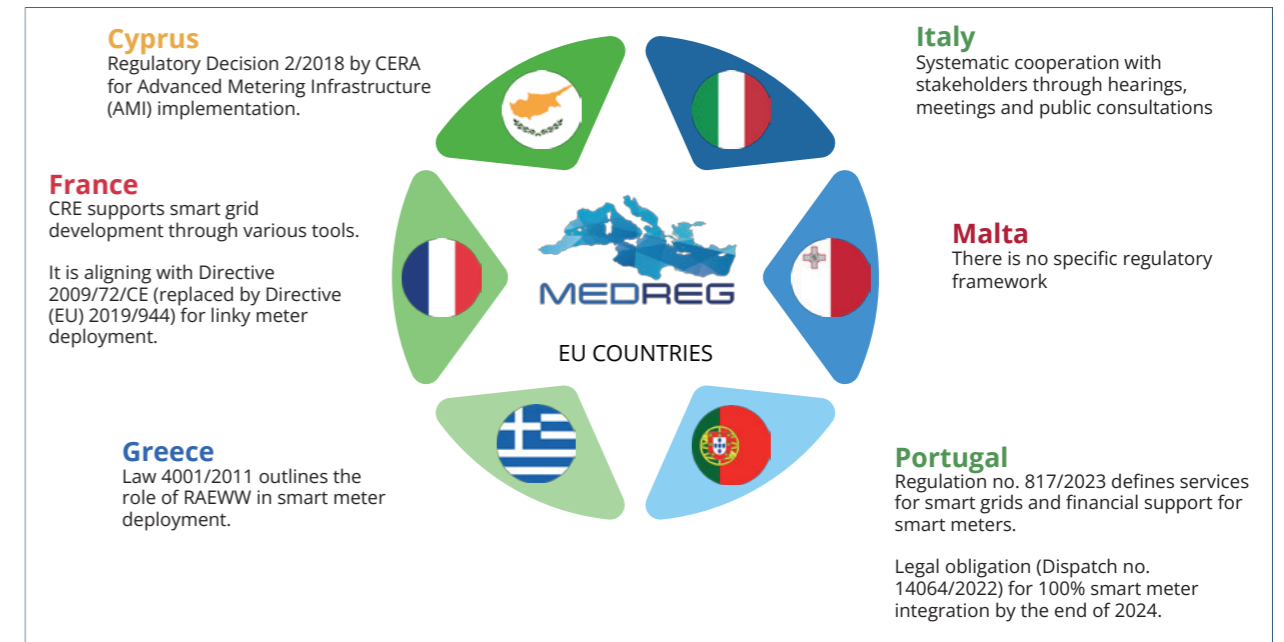 Cyprus
Regulatory Decision 2/2018 by CERA
for Advanced Metering Infrastructure
(AMI) implementation.
France
CRE supports smart grid
development through various tools.
It is aligning with Directive
2009/72/CE (replaced by Directive
(EU) 2019/944) for linky meter
deployment.
Greece
Law 4001/2011 outlines the
role of RAEWW in smart meter
deployment.
MEDREG
EU COUNTRIES
Italy
Systematic cooperation with
stakeholders through hearings,
meetings and public consultations
Malta
There is no specific regulatory
framework
Portugal
Regulation no. 817/2023 defines services
for smart grids and financial support for
smart meters.
Legal obligation (Dispatch no.
14064/2022) for 100% smart meter
integration by the end of 2024.